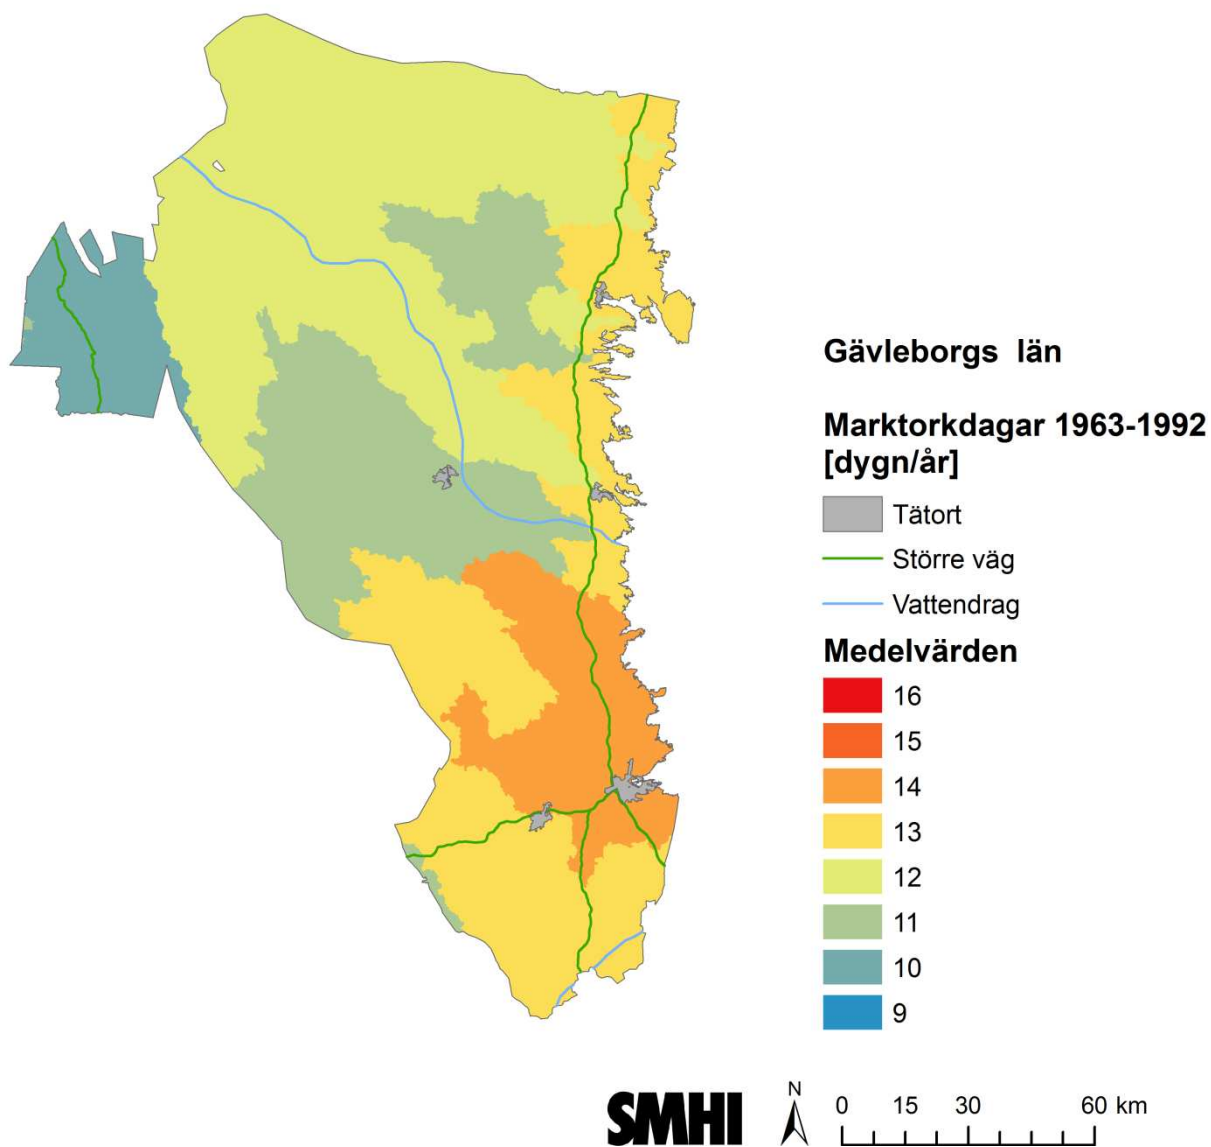 Gävleborgs län
Marktorkdagar 1963-1992
[dygn/år]
Tätort
Större väg
Vattendrag
Medelvärden
16
15
14
13
12
11
10
9
SMHI
N
0 15 30 60 km